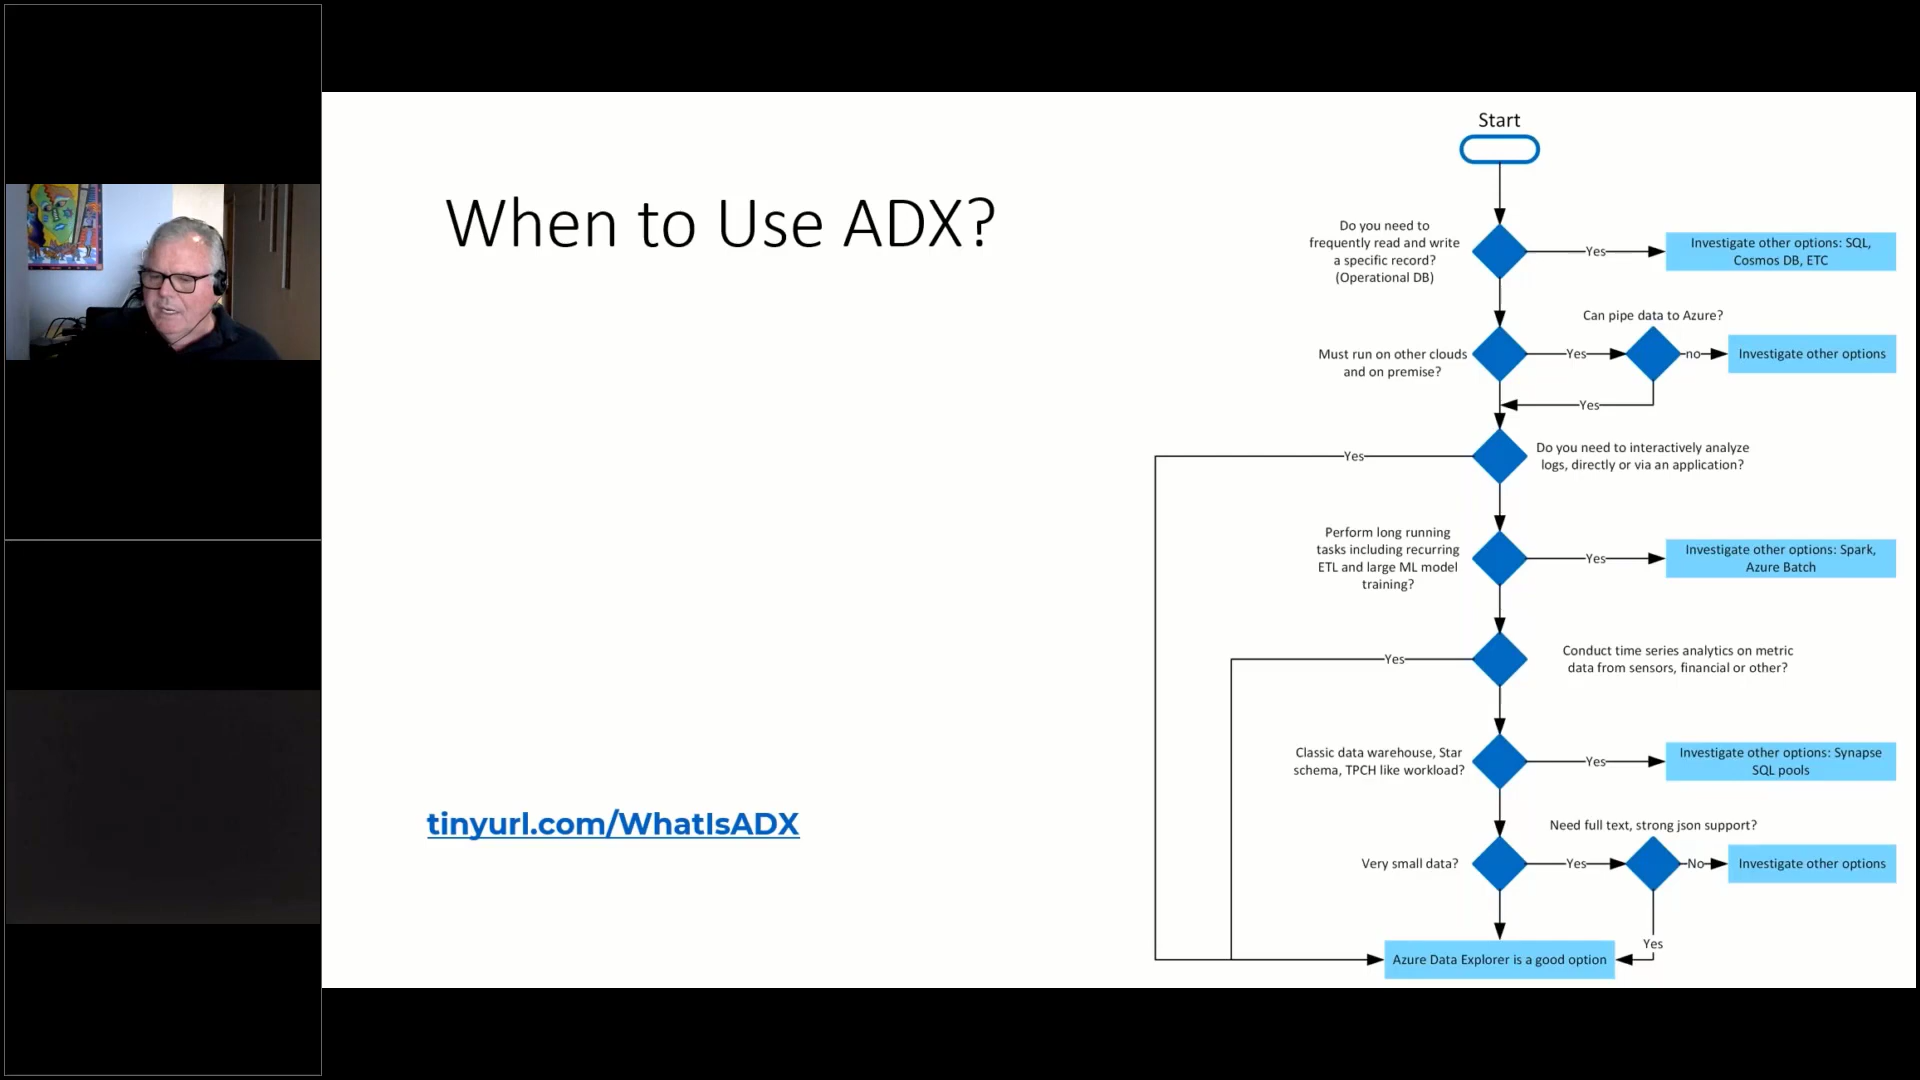 When to Use ADX?
tinyurl.com/WhatIsADX
Start
Do you need to
frequently read and write
a specific record?
(Operational DB)
Yes
Investigate other options: SQL,
Cosmos DB, ETC
Can pipe data to Azure?
Must run on other clouds
and on premise?
Yes
no
Investigate other options
Yes
Do you need to interactively analyze
logs, directly or via an application?
Yes
Perform long running
tasks including recurring
ETL and large ML model
training?
Yes
Investigate other options: Spark,
Azure Batch
Conduct time series analytics on metric
data from sensors, financial or other?
Yes
Classic data warehouse, Star
schema, TPCH like workload?
Yes
Investigate other options: Synapse
SQL pools
Need full text, strong json support?
Very small data?
Yes
No
Investigate other options
Yes
Azure Data Explorer is a good option